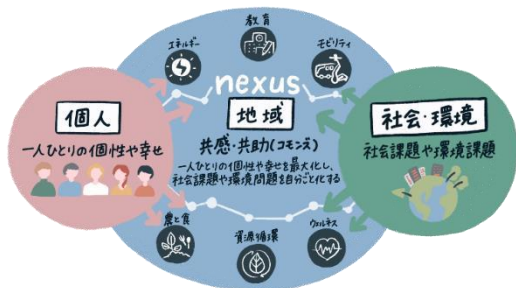 教育
エネルギー
モビリティ
nexus
個人
一人ひとりの個性や幸せ
地域
共感・共助(コモンズ)
一人ひとりの個性や幸せを最大化し、
社会課題や環境問題を自分ごと化する
社会・環境
社会課題や環境課題
農と食
資源循環
ウェルネス